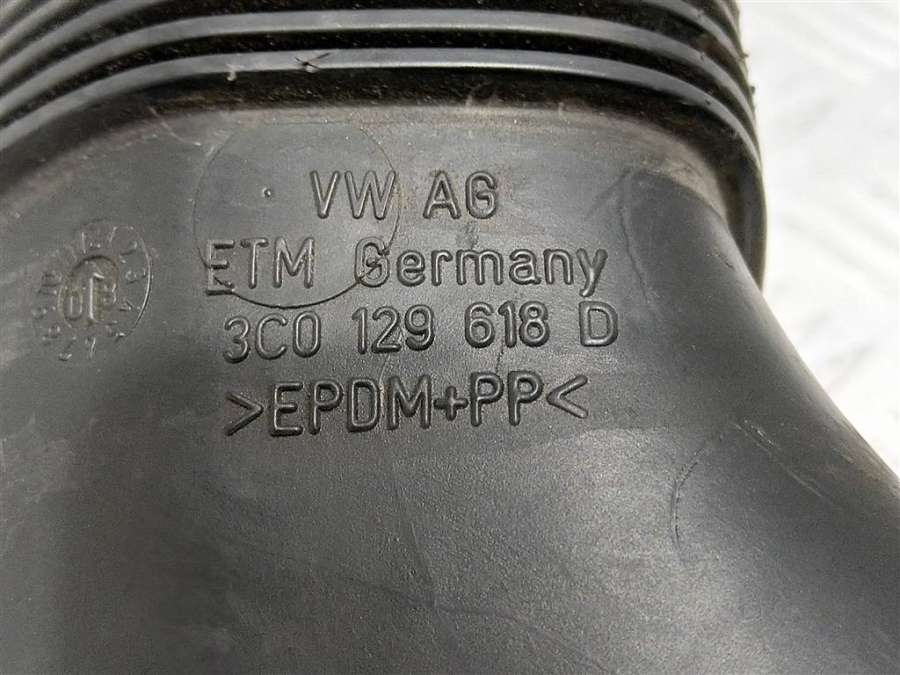 VW AG
ETM Germany
3C0 129 618 D
>EPDM+PP<